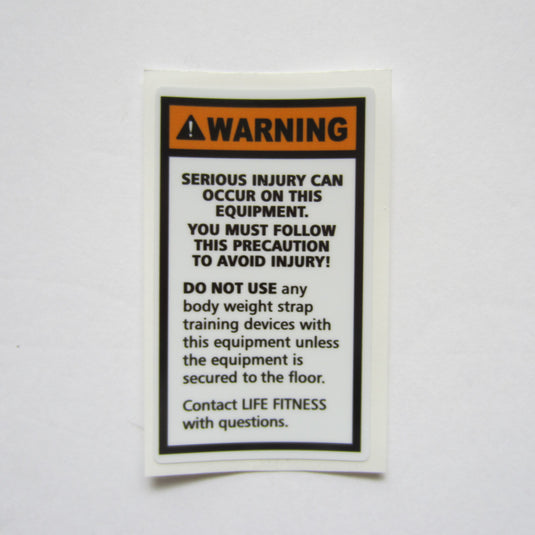 WARNING
SERIOUS INJURY CAN
OCCUR ON THIS
EQUIPMENT.
YOU MUST FOLLOW
THIS PRECAUTION
TO AVOID INJURY!
DO NOT USE any
body weight strap
training devices with
this equipment unless
the equipment is
secured to the floor.
Contact LIFE FITNESS
with questions.